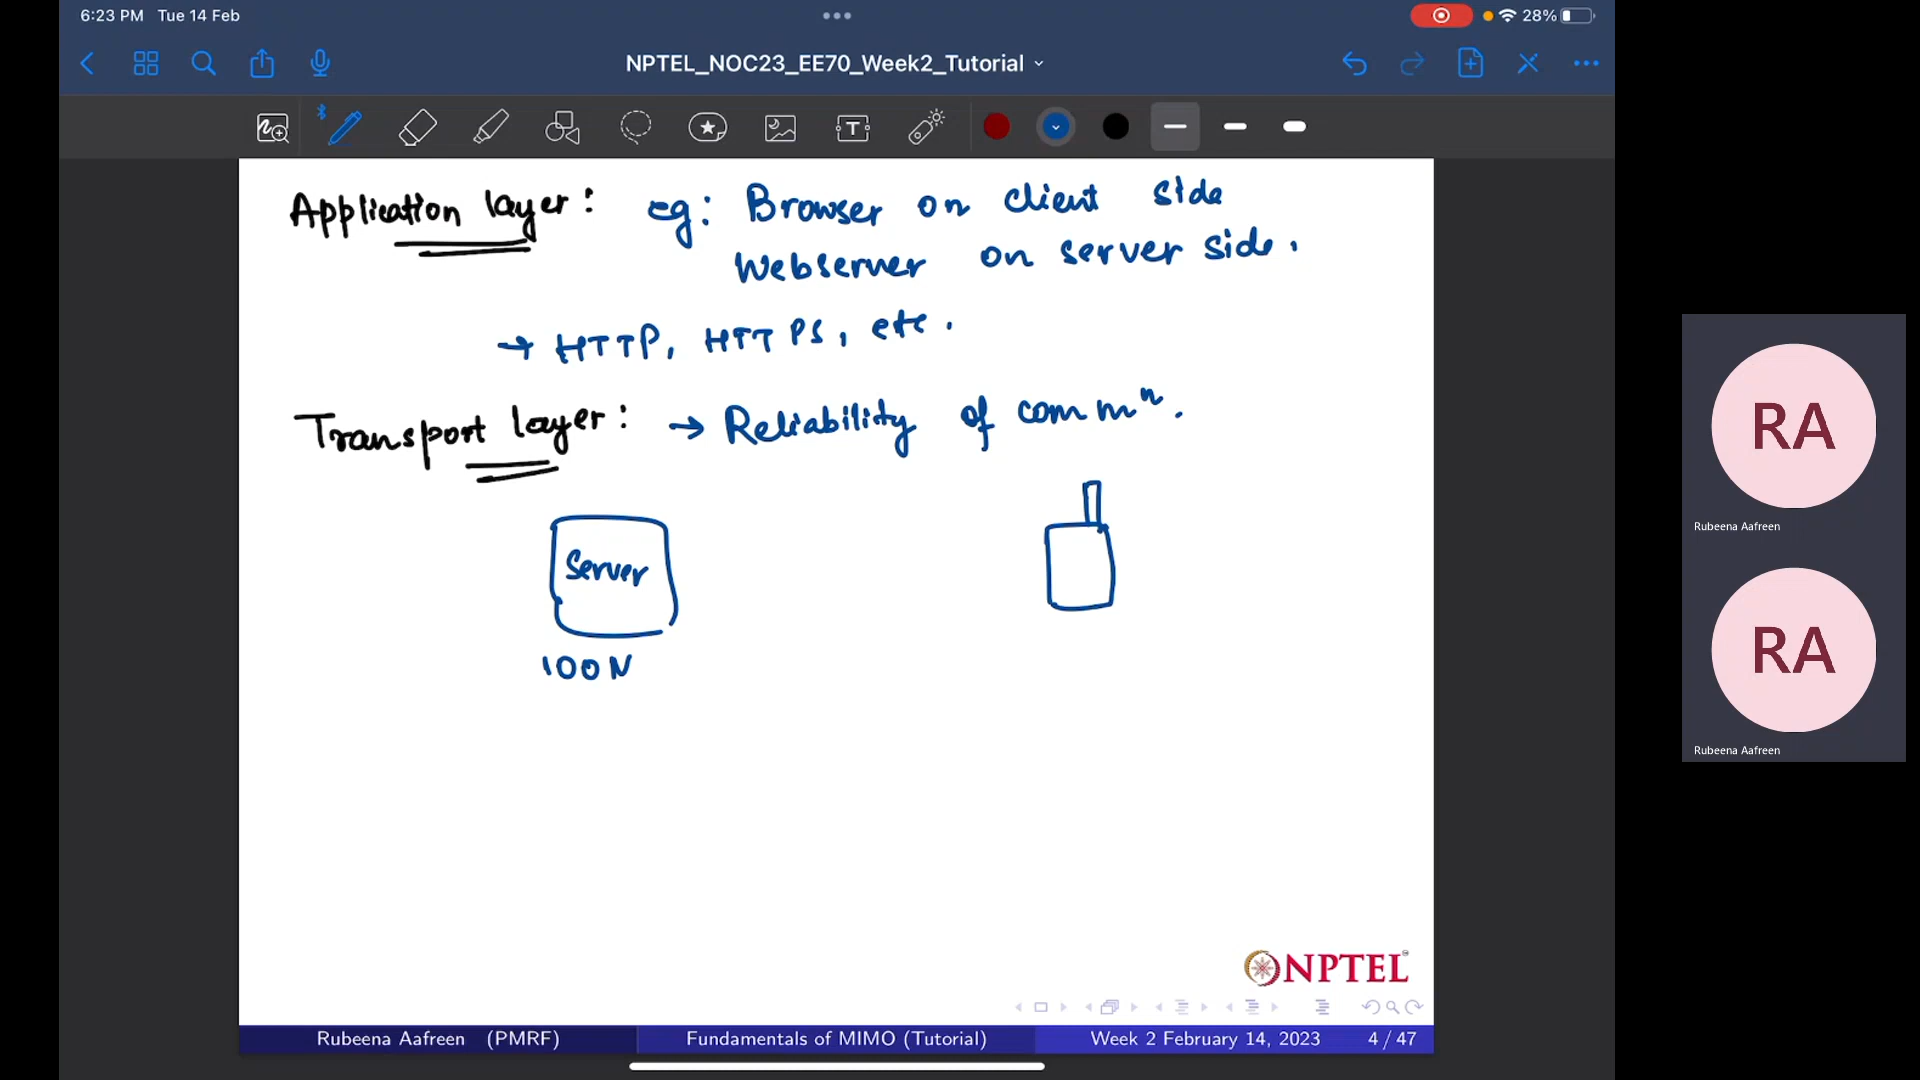 6:23 PM Tue 14 Feb
28%
NPTEL_NOC23_EE70_Week2_Tutorial
T
Application layer: eg: Browser on client side
Webserver on server side.
→ HTTP, HTTPS, etc.
Transport layer: → Reliability of commⁿ.
Server
100N
NPTEL
Rubeena Aafreen (PMRF) Fundamentals of MIMO (Tutorial) Week 2 February 14, 2023 4 / 47
RA
Rubeena Aafreen
RA
Rubeena Aafreen